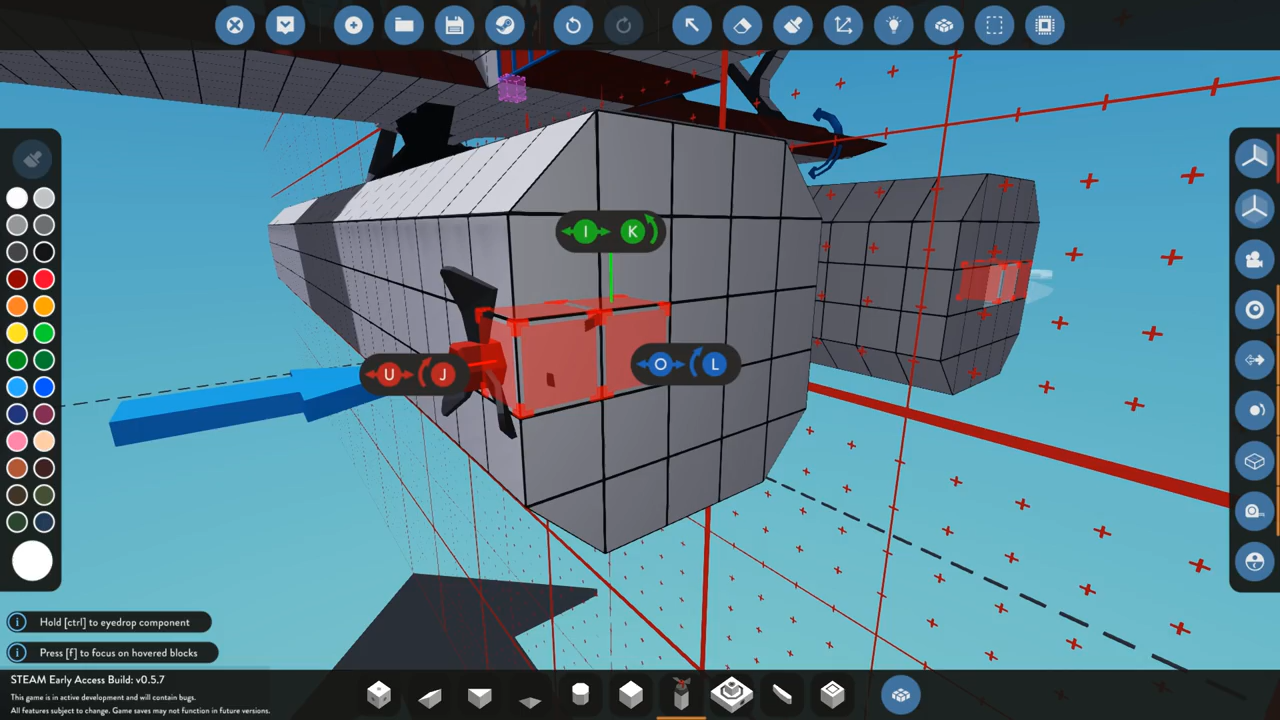 I K
U J
O L
Hold [ctrl] to eyedrop component
Press [f] to focus on hovered blocks
STEAM Early Access Build: v0.5.7
This game is in active development and will contain bugs.
All features subject to change. Game saves may not function in future versions.